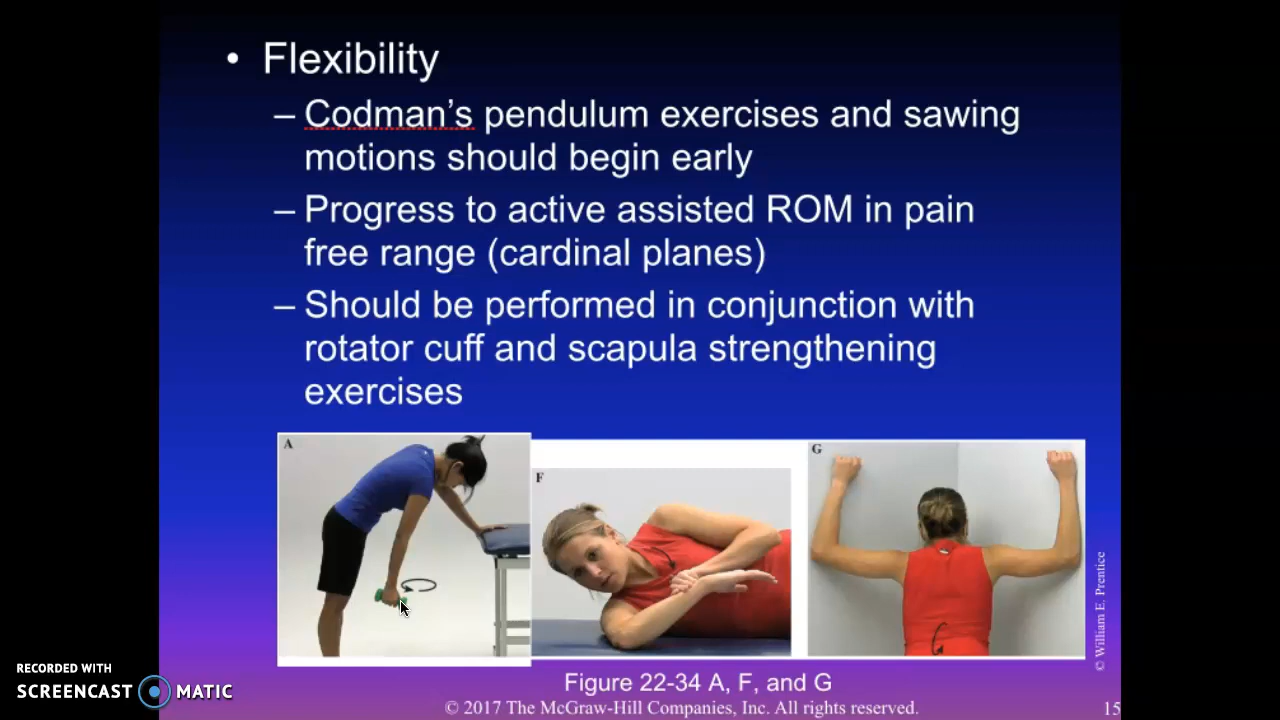 • Flexibility
– Codman's pendulum exercises and sawing
motions should begin early
– Progress to active assisted ROM in pain
free range (cardinal planes)
– Should be performed in conjunction with
rotator cuff and scapula strengthening
exercises
A
F
G
© William E. Prentice
Figure 22-34 A, F, and G
© 2017 The McGraw-Hill Companies, Inc. All rights reserved.
15
RECORDED WITH
SCREENCAST MATIC